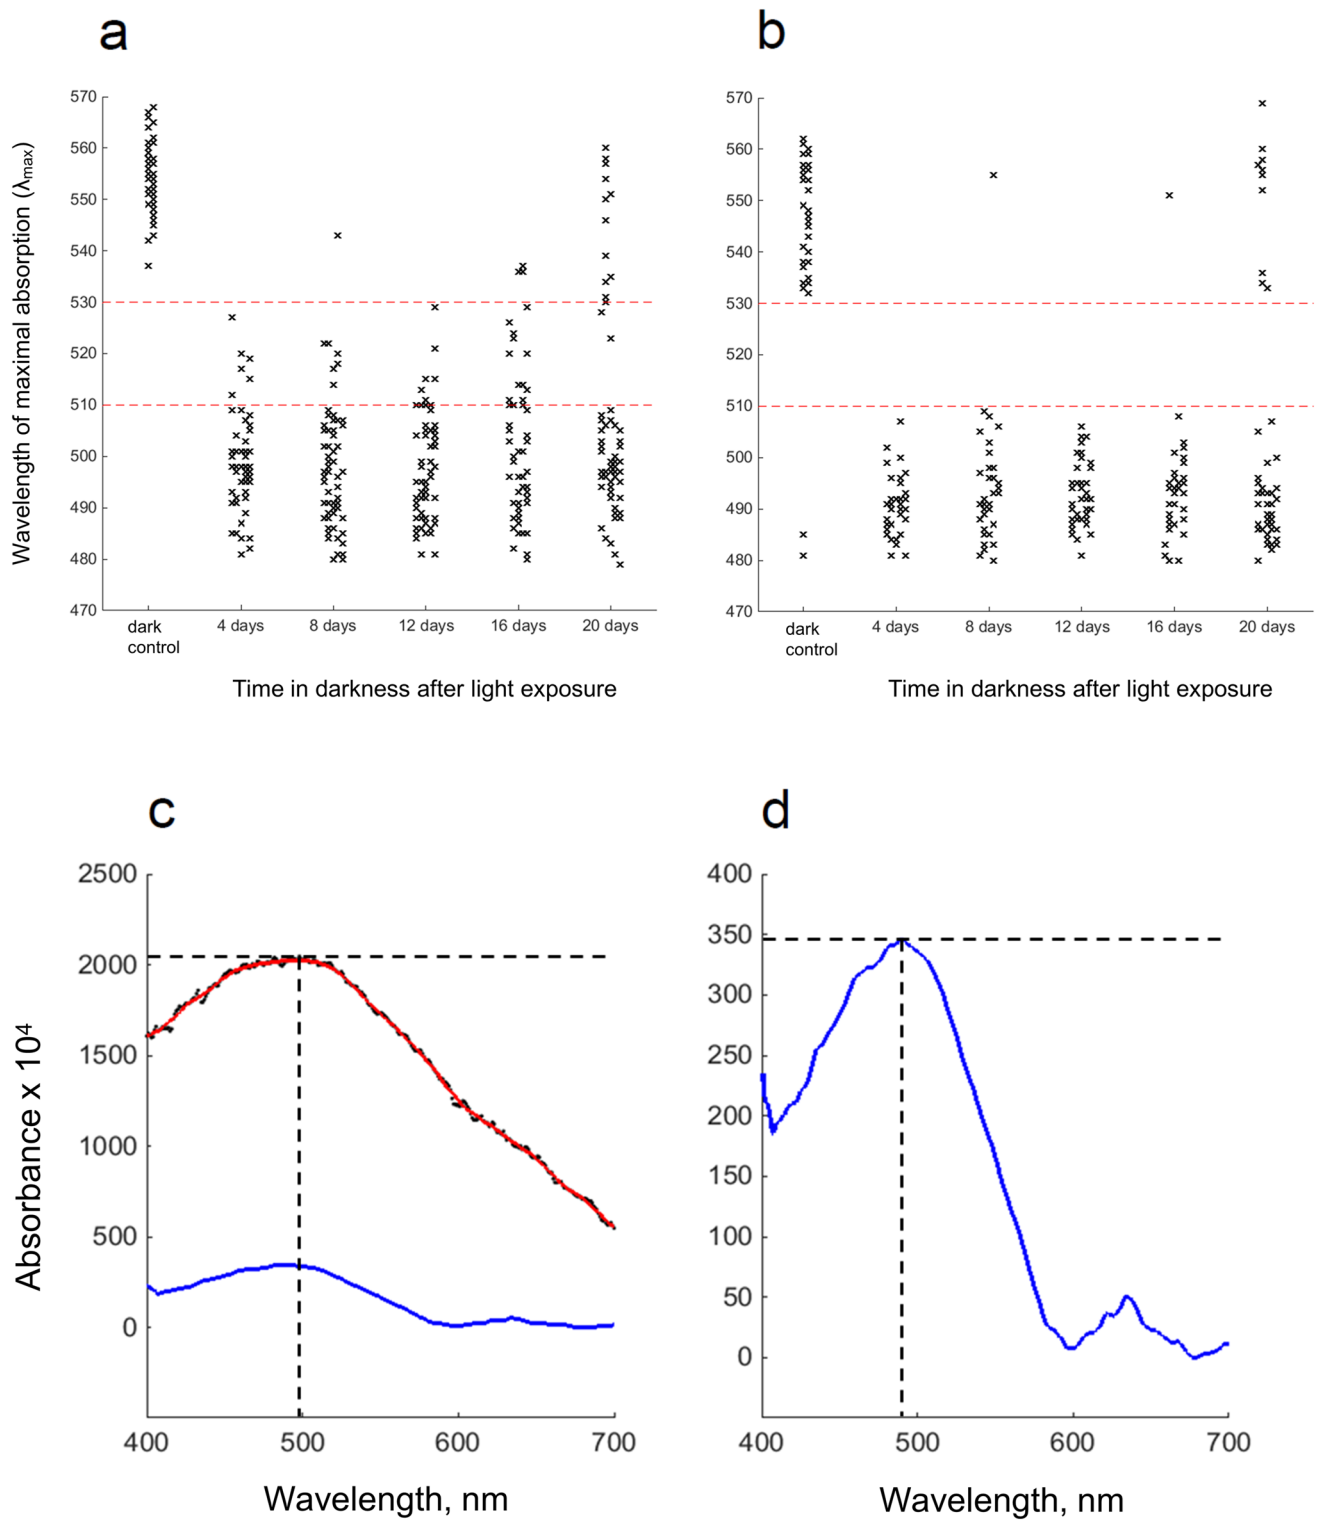 a
Wavelength of maximal absorption (λmax)
570
560
550
540
530
520
510
500
490
480
470
dark
control
4 days
8 days
12 days
16 days
20 days
Time in darkness after light exposure
b
570
560
550
540
530
520
510
500
490
480
470
dark
control
4 days
8 days
12 days
16 days
20 days
Time in darkness after light exposure
c
Absorbance x 10⁴
2500
2000
1500
1000
500
0
400
500
600
700
Wavelength, nm
d
400
350
300
250
200
150
100
50
0
400
500
600
700
Wavelength, nm